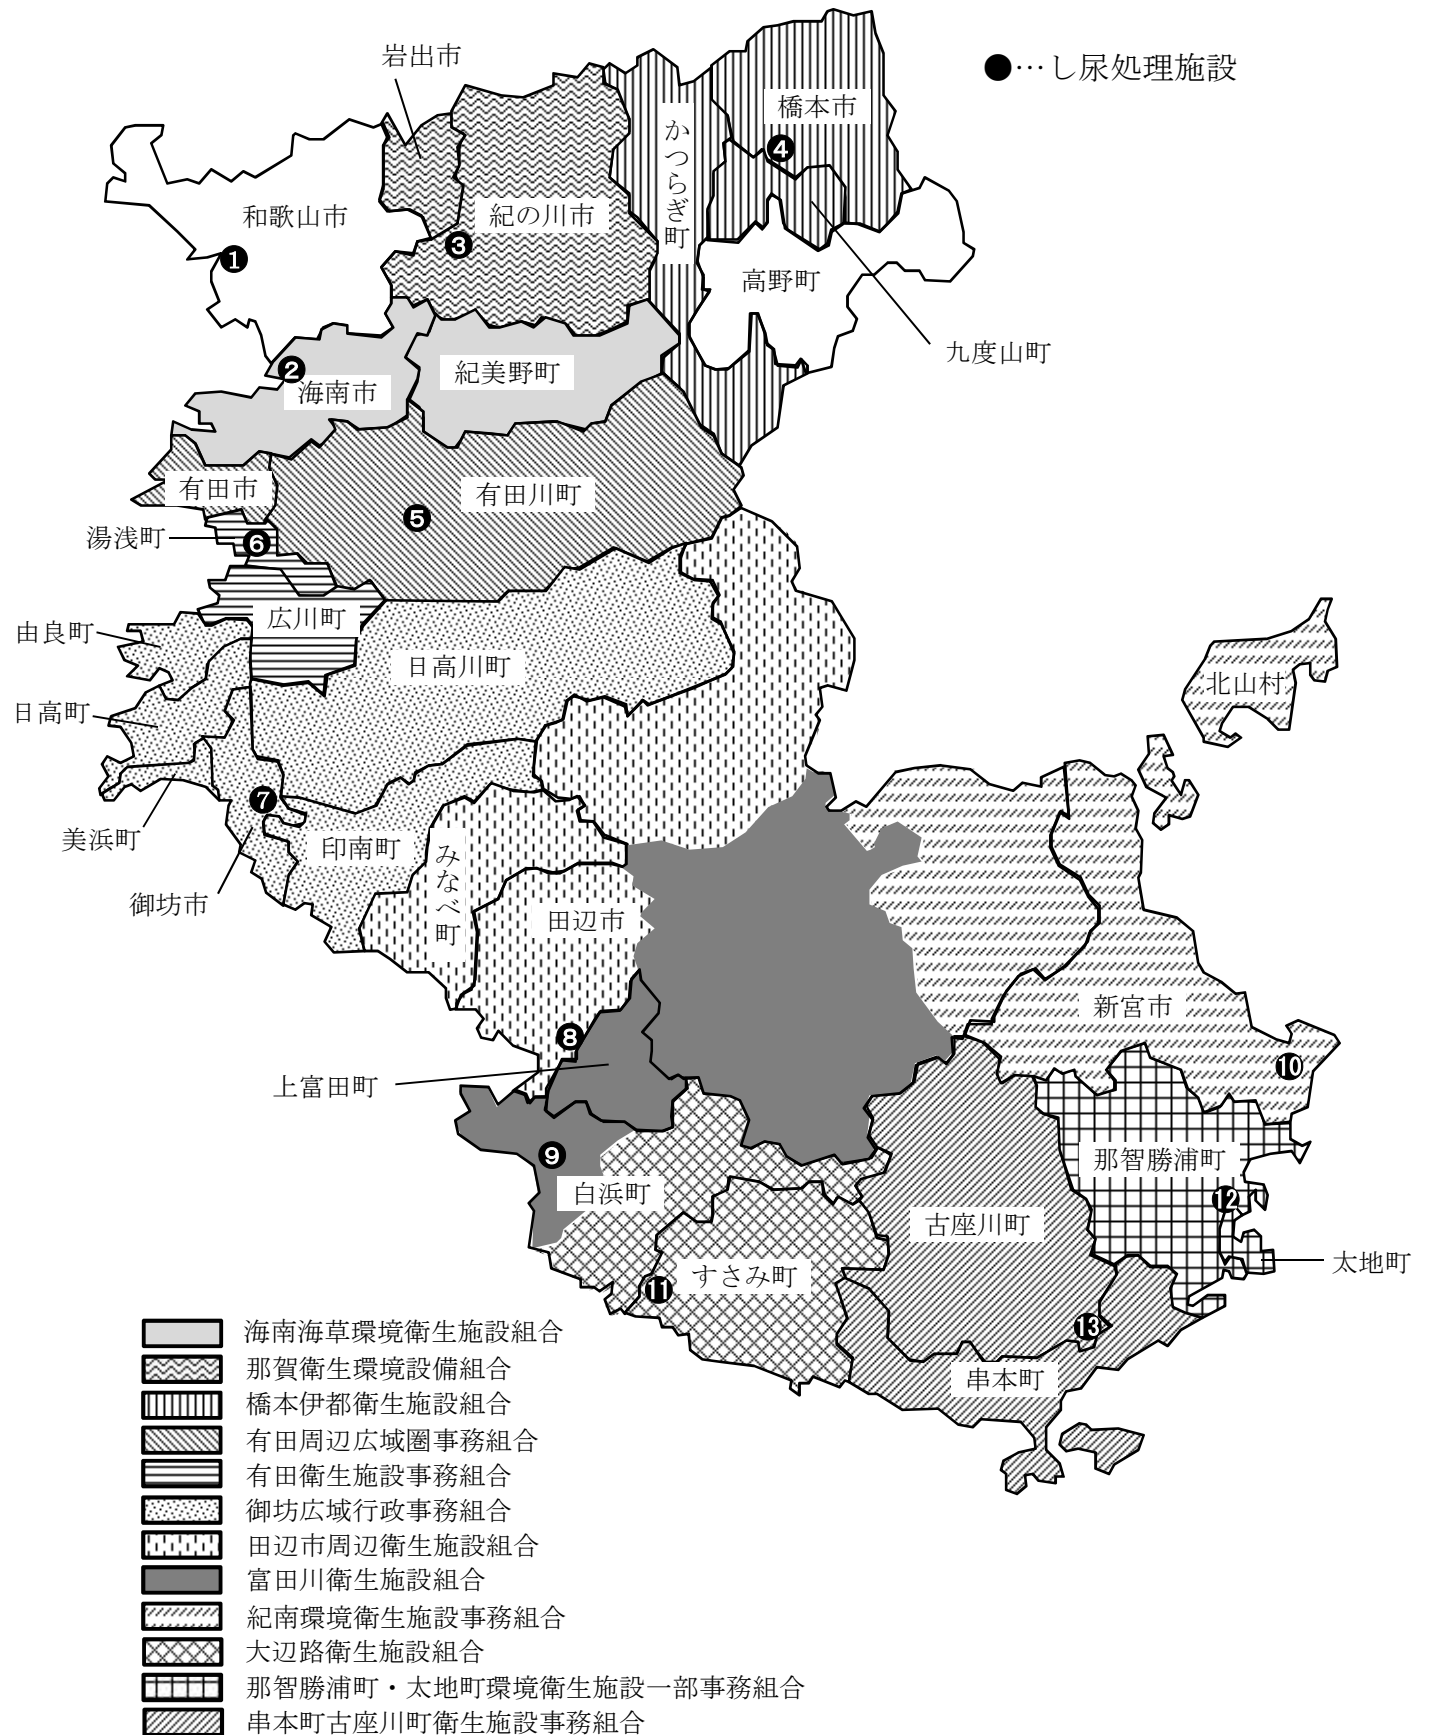 岩出市
●…し尿処理施設
橋本市
かつらぎ町
❹
和歌山市
紀の川市
❶
❸
高野町
九度山町
❷
海南市
紀美野町
有田市
有田川町
❺
湯浅町
❻
広川町
由良町
日高川町
北山村
日高町
❼
美浜町
印南町
みなべ町
御坊市
田辺市
新宮市
❽
❿
上富田町
❾
那智勝浦町
白浜町
⓬
古座川町
太地町
すさみ町
⓫
⓭
串本町
海南海草環境衛生施設組合
那賀衛生環境設備組合
橋本伊都衛生施設組合
有田周辺広域圏事務組合
有田衛生施設事務組合
御坊広域行政事務組合
田辺市周辺衛生施設組合
富田川衛生施設組合
紀南環境衛生施設事務組合
大辺路衛生施設組合
那智勝浦町・太地町環境衛生施設一部事務組合
串本町古座川町衛生施設事務組合